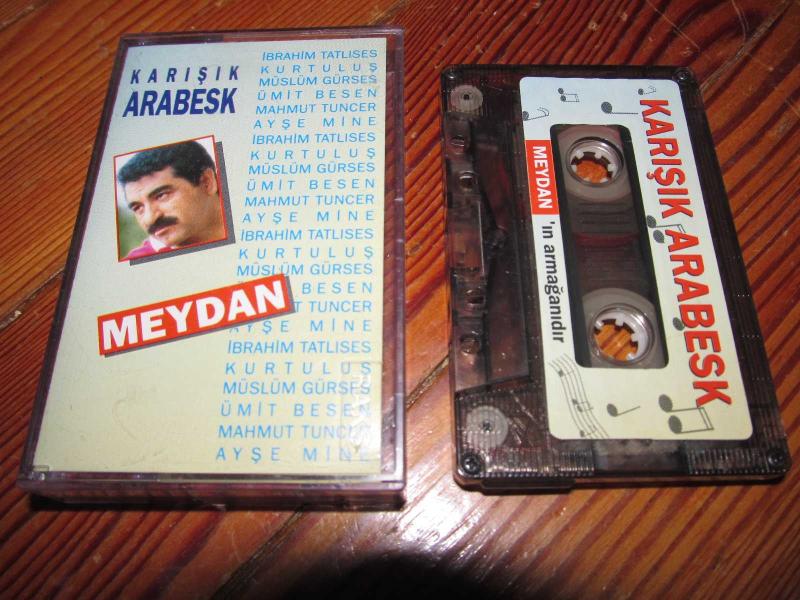 KARIŞIK
ARABESK
İBRAHİM TATLISES
KURTULUŞ
MÜSLÜM GÜRSES
ÜMİT BESEN
MAHMUT TUNCER
AYŞE MİNE
İBRAHİM TATLISES
KURTULUŞ
MÜSLÜM GÜRSES
ÜMİT BESEN
MAHMUT TUNCER
AYŞE MİNE
İBRAHİM TATLISES
KURTULUŞ
MÜSLÜM GÜRSES
BESEN
T TUNCER
AYŞE MİNE
İBRAHİM TATLISES
KURTULUŞ
MÜSLÜM GÜRSES
ÜMİT BESEN
MAHMUT TUNCER
AYŞE MİNE
MEYDAN
KARIŞIK ARABESK
MEYDAN 'ın armağanıdır